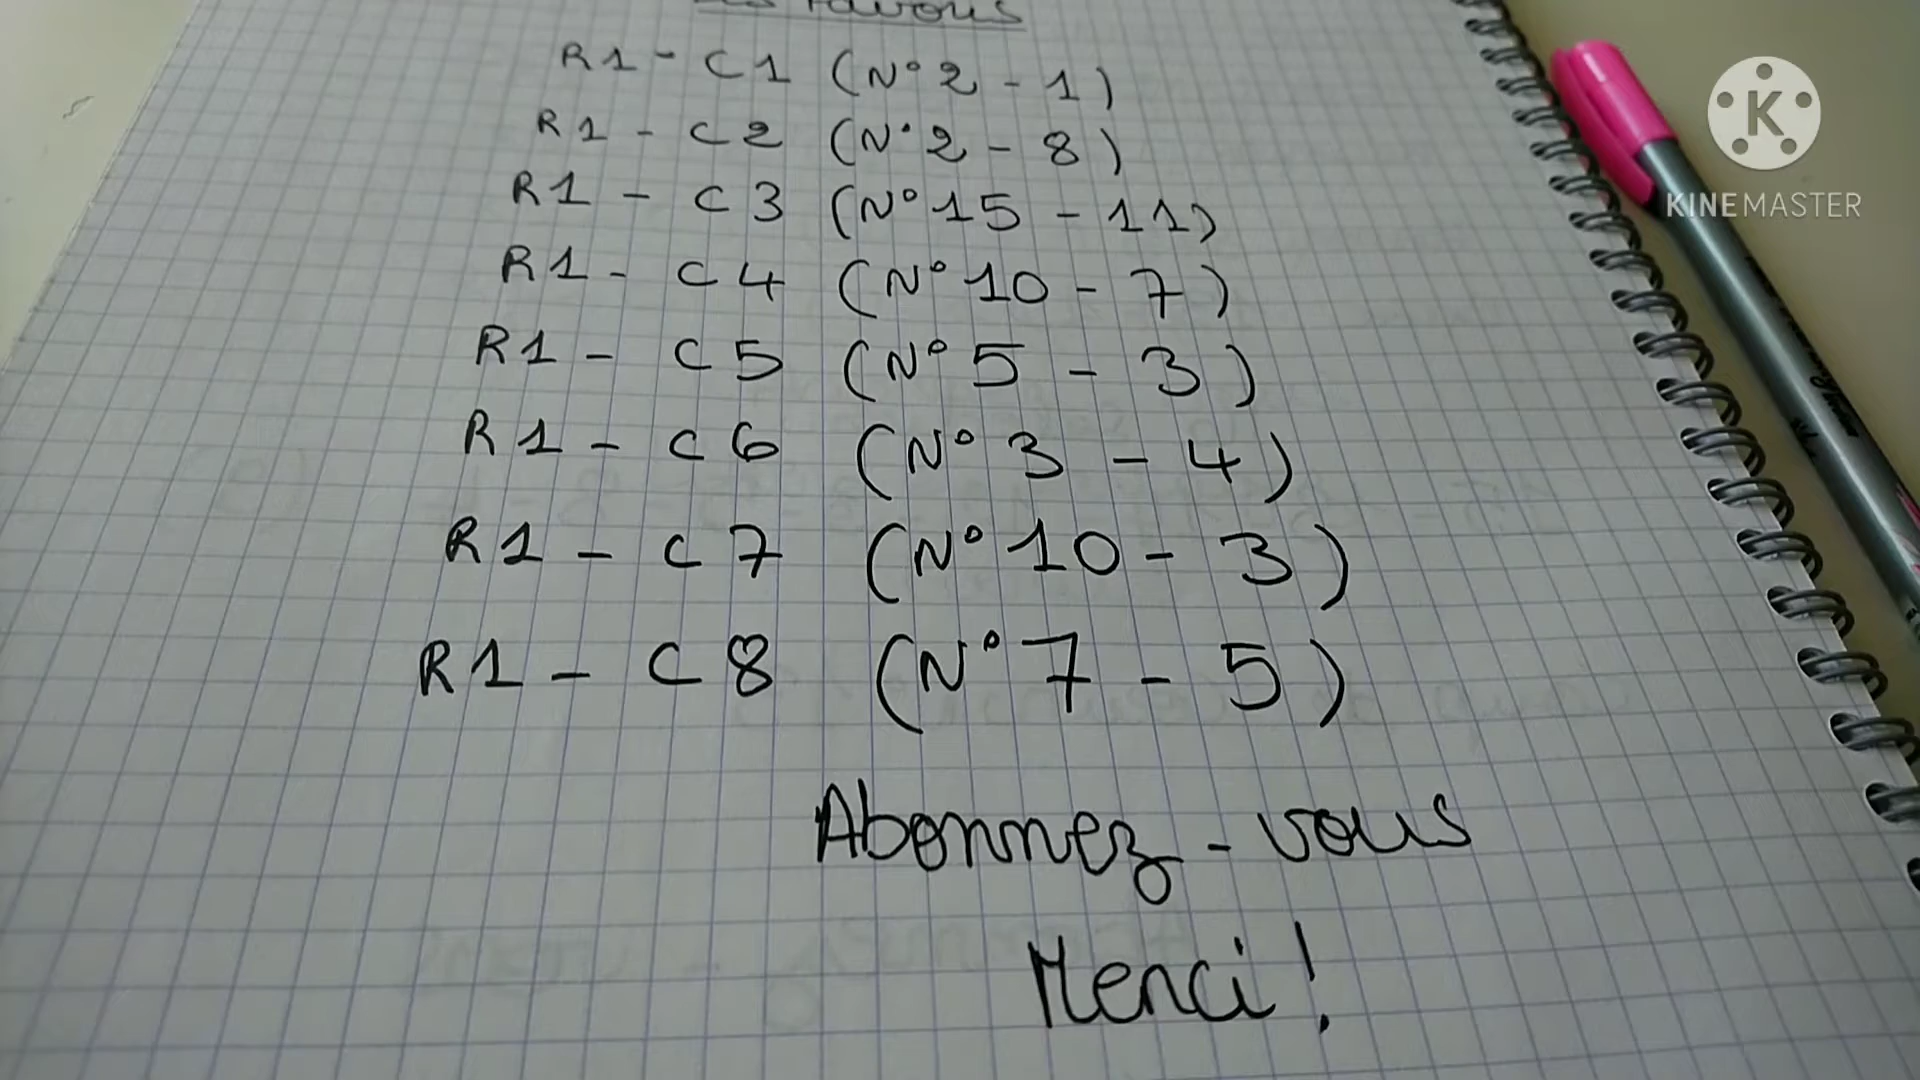 R1 - C1 (N° 2 - 1)
R1 - C2 (N° 2 - 8)
R1 - C3 (N° 15 - 11)
R1 - C4 (N° 10 - 7)
R1 - C5 (N° 5 - 3)
R1 - C6 (N° 3 - 4)
R1 - C7 (N° 10 - 3)
R1 - C8 (N° 7 - 5)
Abonnez-vous
Merci !
K
KINEMASTER